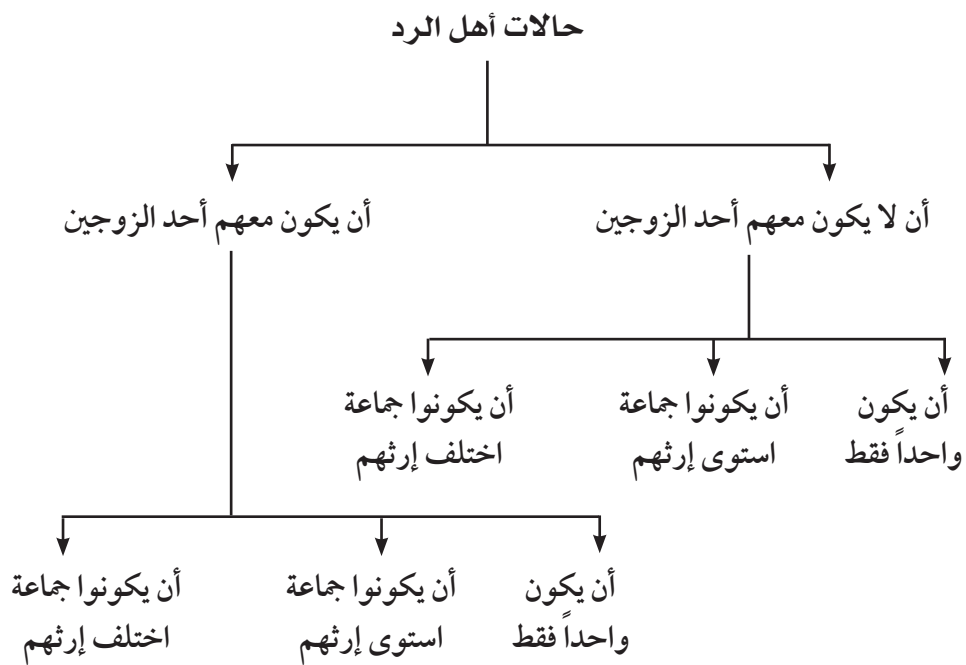 حالات أهل الرد
أن لا يكون معهم أحد الزوجين
أن يكون معهم أحد الزوجين
أن يكون
واحداً فقط
أن يكونوا جماعة
استوى إرثهم
أن يكونوا جماعة
اختلف إرثهم
أن يكون
واحداً فقط
أن يكونوا جماعة
استوى إرثهم
أن يكونوا جماعة
اختلف إرثهم